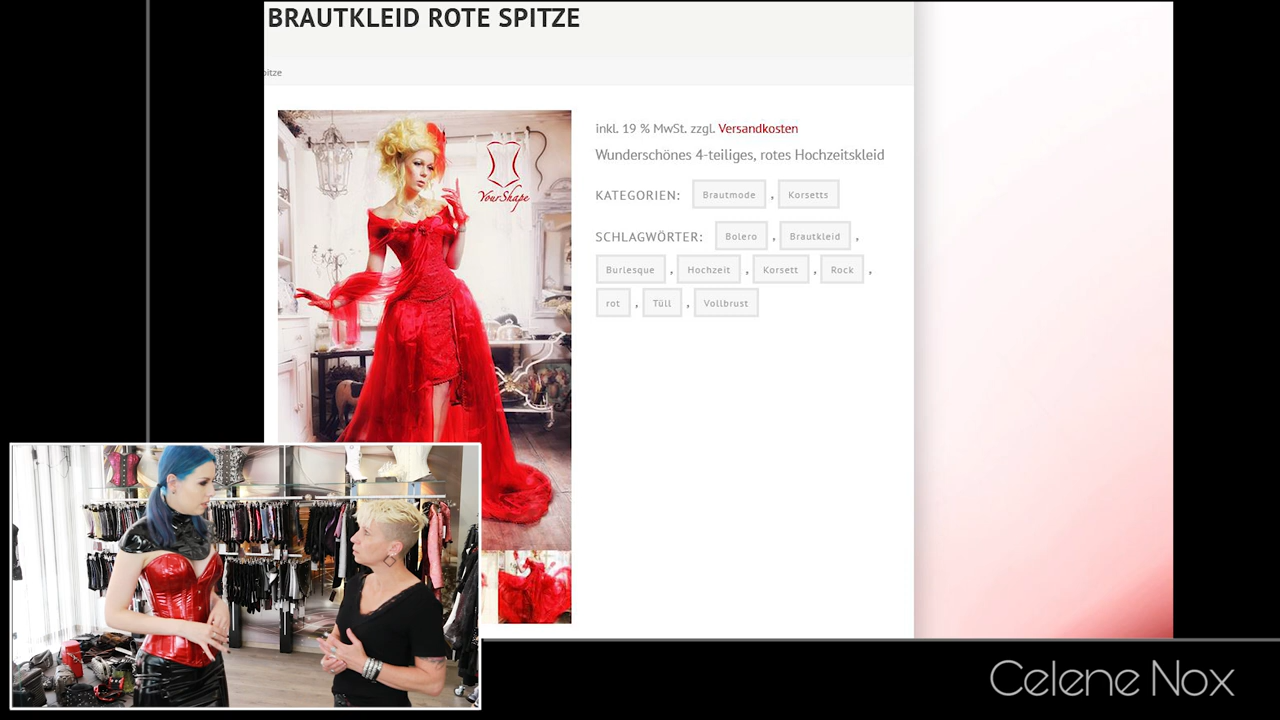 BRAUTKLEID ROTE SPITZE
pitze
YourShape
inkl. 19 % MwSt. zzgl. Versandkosten
Wunderschönes 4-teiliges, rotes Hochzeitskleid
KATEGORIEN: Brautmode , Korsetts
SCHLAGWÖRTER: Bolero , Brautkleid ,
Burlesque , Hochzeit , Korsett , Rock ,
rot , Tüll , Vollbrust
Celene Nox